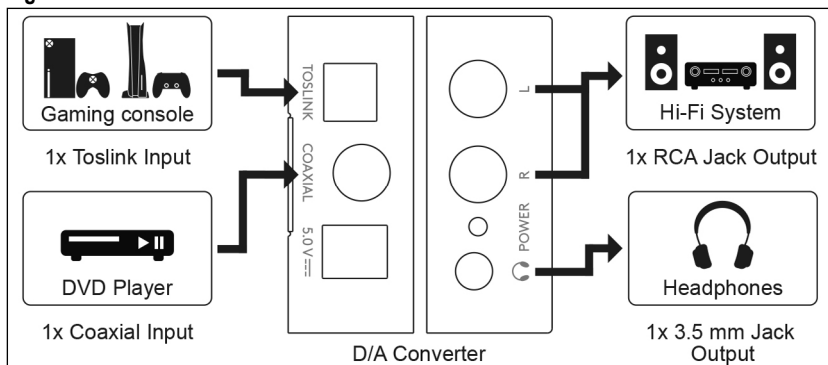 Gaming console
1x Toslink Input
DVD Player
1x Coaxial Input
TOSLINK
COAXIAL
5.0 V
L
R
POWER
D/A Converter
Hi-Fi System
1x RCA Jack Output
Headphones
1x 3.5 mm Jack
Output